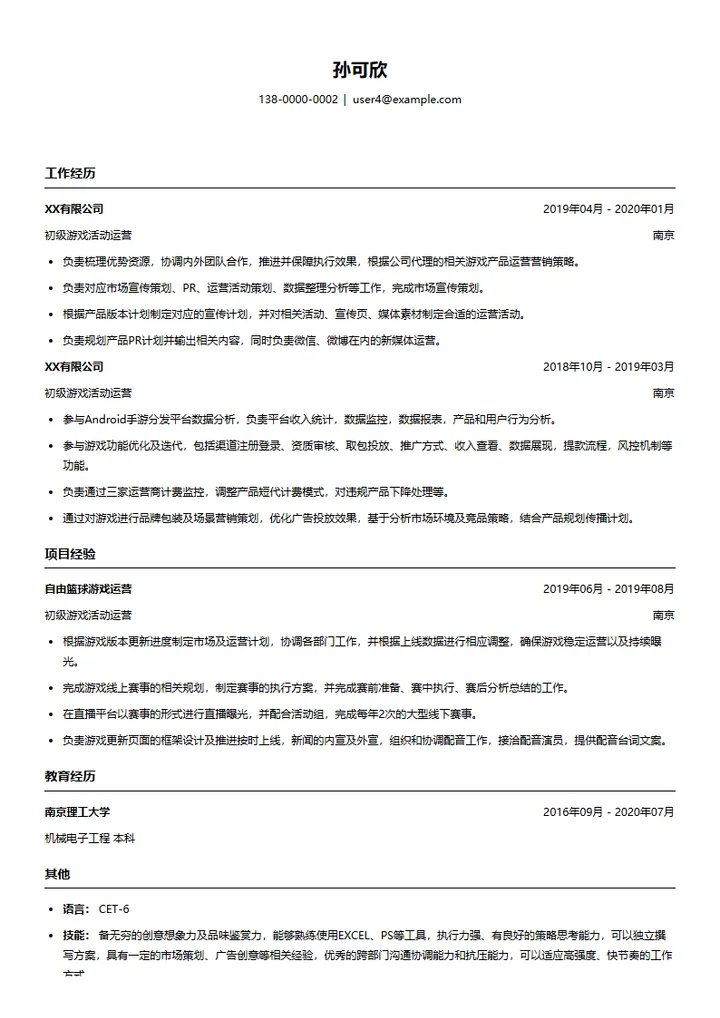 孙可欣
138-0000-0002 | user4@example.com
工作经历
XX有限公司 2019年04月 - 2020年01月
初级游戏活动运营 南京
• 负责梳理优势资源，协调内外团队合作，推进并保障执行效果，根据公司代理的相关游戏产品运营营销策略。
• 负责对应市场宣传策划、PR、运营活动策划、数据整理分析等工作，完成市场宣传策划。
• 根据产品版本计划制定对应的宣传计划，并对相关活动、宣传页、媒体素材制定合适的运营活动。
• 负责规划产品PR计划并输出相关内容，同时负责微信、微博在内的新媒体运营。
XX有限公司 2018年10月 - 2019年03月
初级游戏活动运营 南京
• 参与Android手游分发平台数据分析，负责平台收入统计，数据监控，数据报表，产品和用户行为分析。
• 参与游戏功能优化及迭代，包括渠道注册登录、资质审核、取包投放、推广方式、收入查看、数据展现，提款流程，风控机制等
功能。
• 负责通过三家运营商计费监控，调整产品短代计费模式，对违规产品下降处理等。
• 通过对游戏进行品牌包装及场景营销策划，优化广告投放效果，基于分析市场环境及竞品策略，结合产品规划传播计划。
项目经验
自由篮球游戏运营 2019年06月 - 2019年08月
初级游戏活动运营 南京
• 根据游戏版本更新进度制定市场及运营计划，协调各部门工作，并根据上线数据进行相应调整，确保游戏稳定运营以及持续曝
光。
• 完成游戏线上赛事的相关规划，制定赛事的执行方案，并完成赛前准备、赛中执行、赛后分析总结的工作。
• 在直播平台以赛事的形式进行直播曝光，并配合活动组，完成每年2次的大型线下赛事。
• 负责游戏更新页面的框架设计及推进按时上线，新闻的内宣及外宣，组织和协调配音工作，接洽配音演员，提供配音台词文案。
教育经历
南京理工大学 2016年09月 - 2020年07月
机械电子工程 本科
其他
• 语言： CET-6
• 技能： 备无穷的创意想象力及品味鉴赏力，能够熟练使用EXCEL、PS等工具，执行力强、有良好的策略思考能力，可以独立撰
写方案，具有一定的市场策划、广告创意等相关经验，优秀的跨部门沟通协调能力和抗压能力，可以适应高强度、快节奏的工作
方式